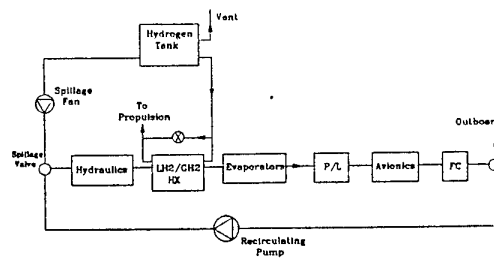 Vent
Hydrogen
Tank
Spillage
Fan
To
Propulsion
Spillage
Valve
Hydraulics
LH2/GH2
HX
Evaporators
P/L
Avionics
FC
Outboar
Recirculating
Pump